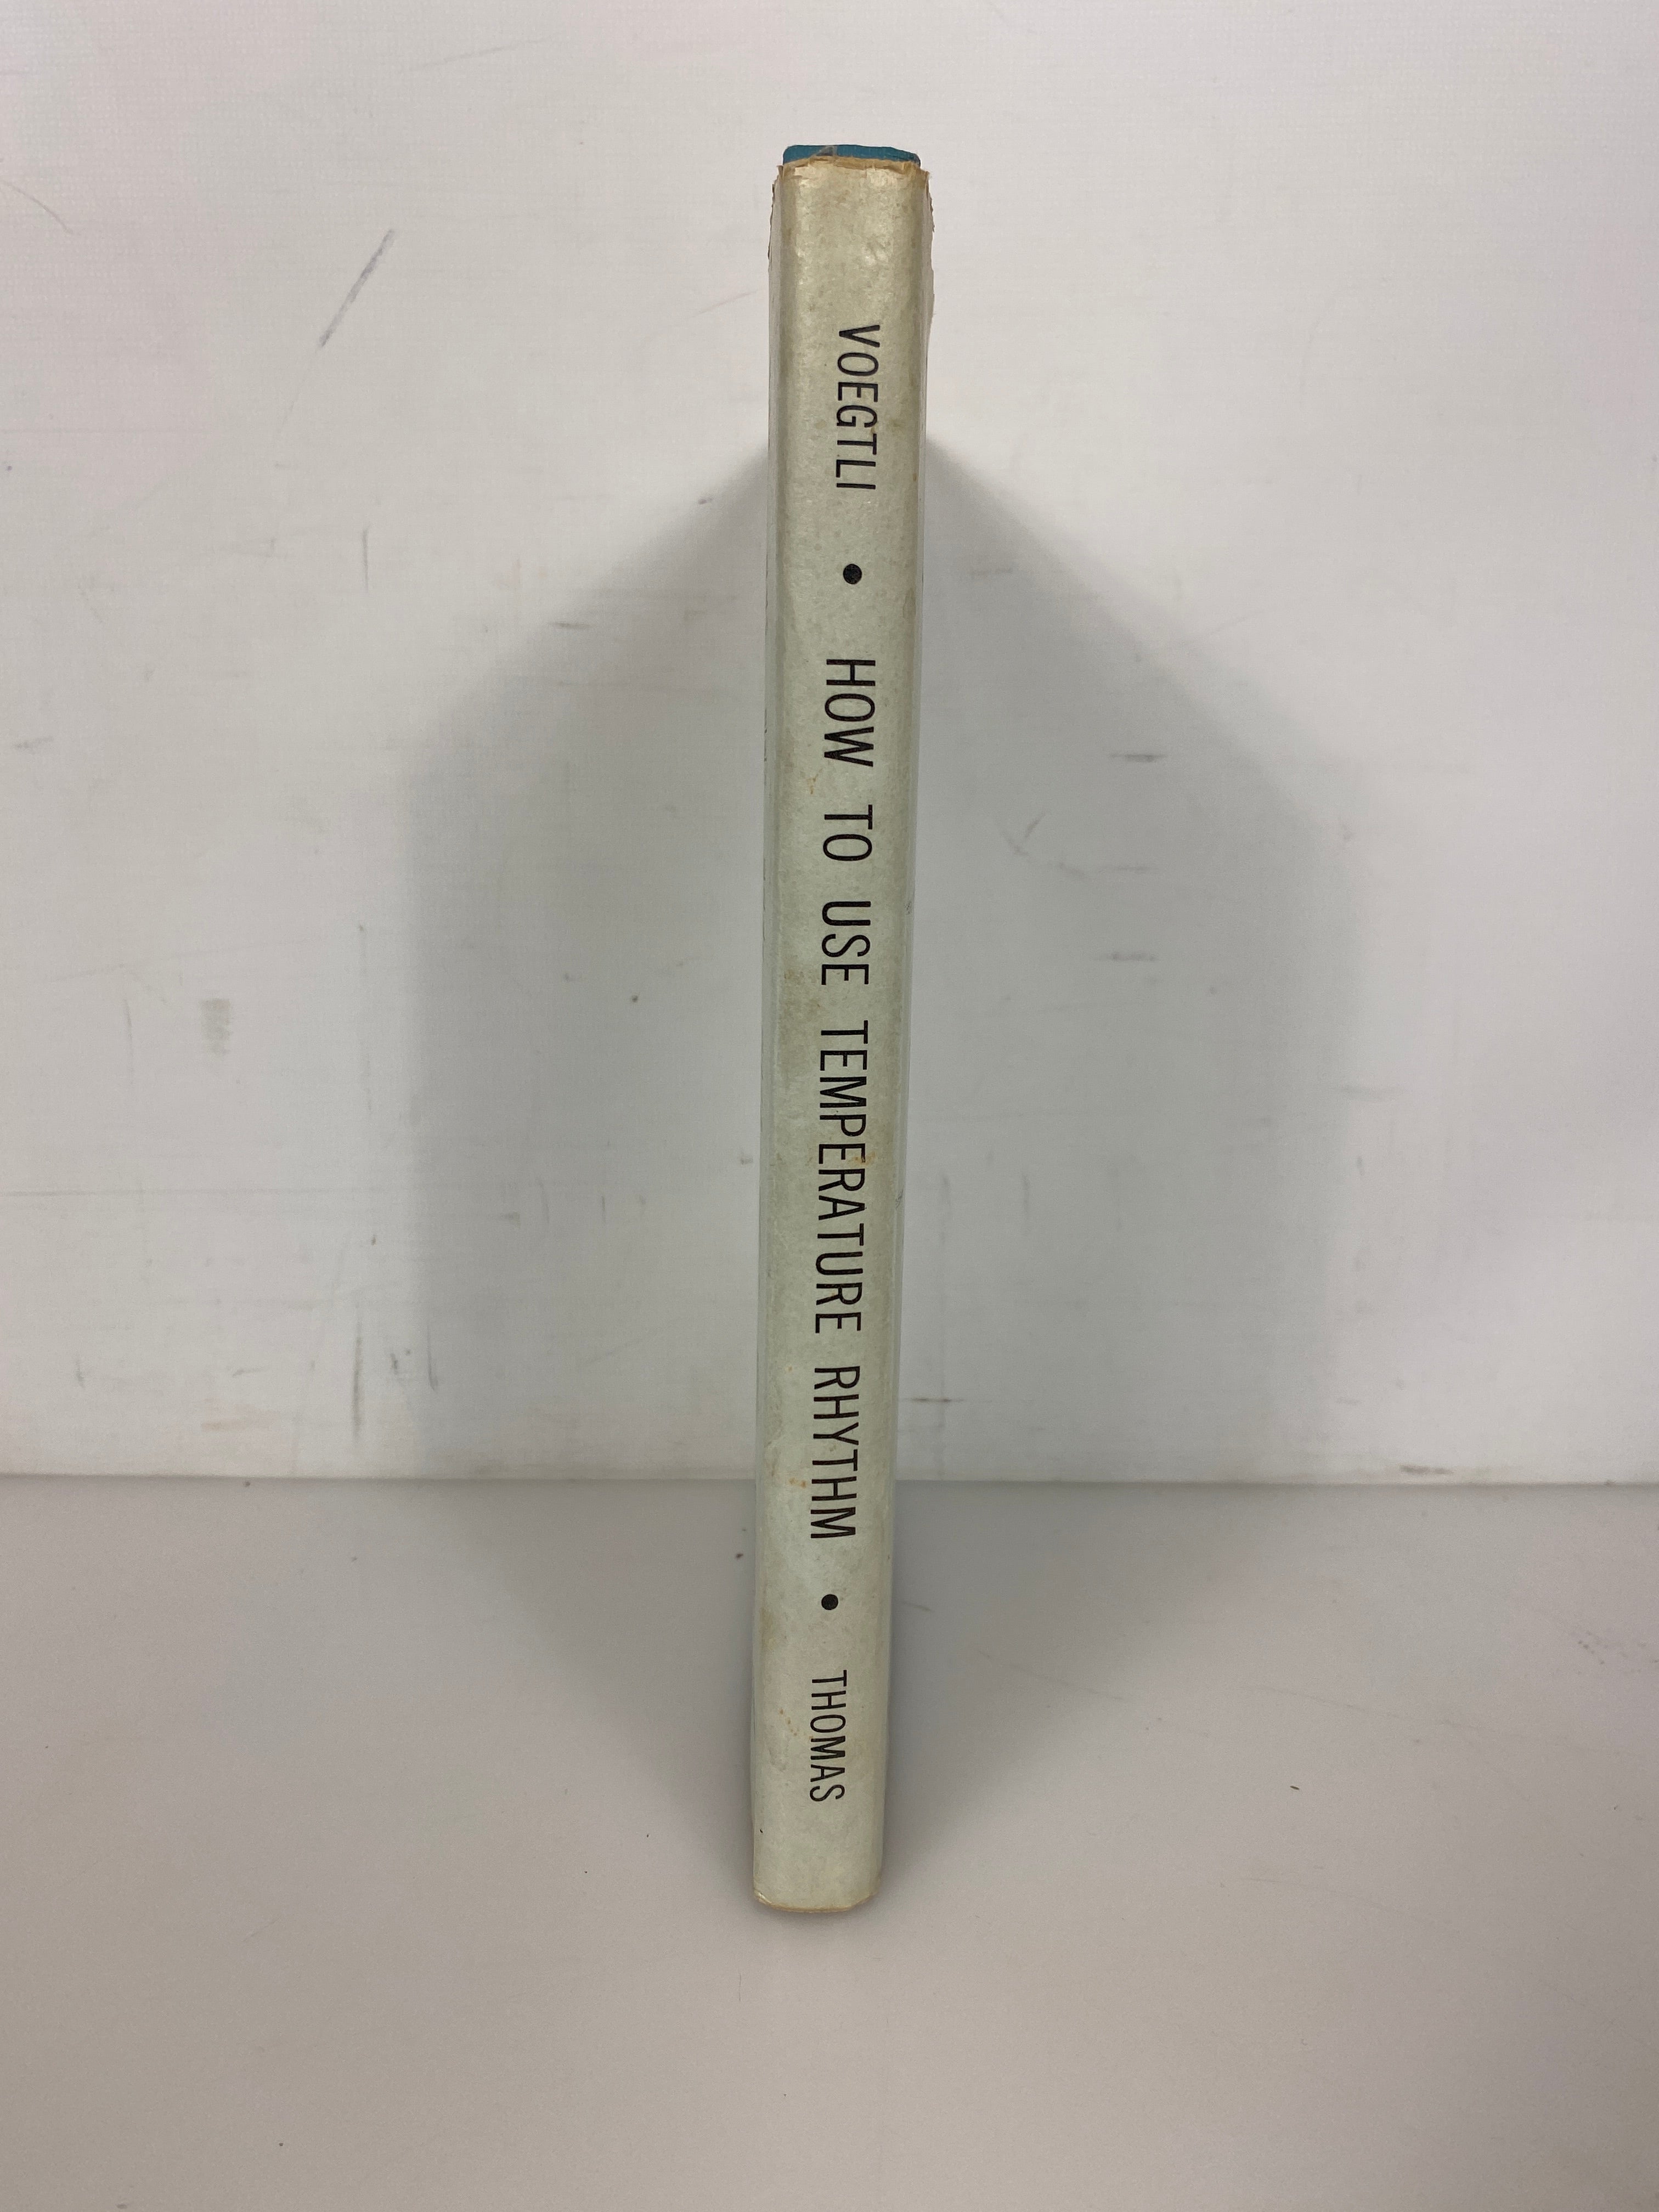 VOEGTLI • HOW TO USE TEMPERATURE RHYTHM • THOMAS